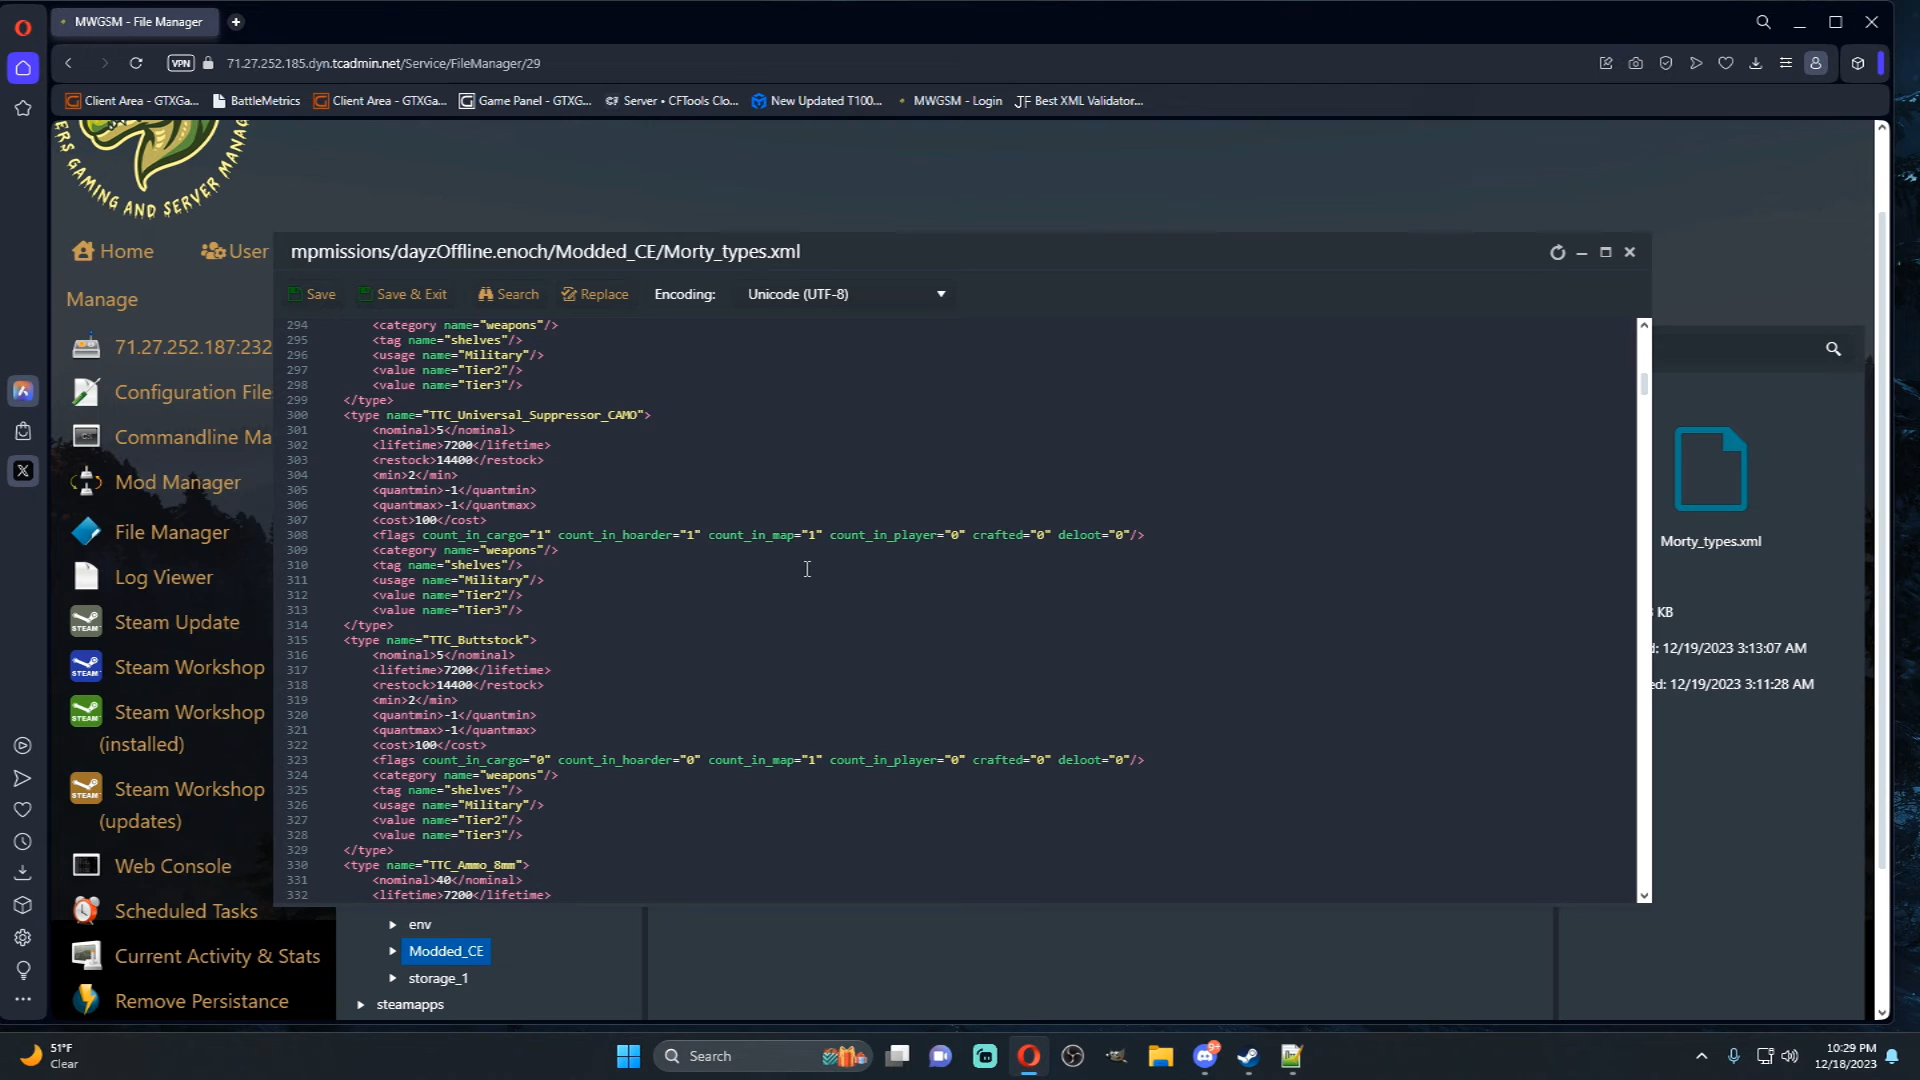 MWGSM - File Manager
VPN
71.27.252.185.dyn.tcadmin.net/Service/FileManager/29
Client Area - GTXGa...
BattleMetrics
Client Area - GTXGa...
Game Panel - GTXG...
Server • CFTools Clo...
New Updated T100...
MWGSM - Login
Best XML Validator...
ERS GAMING AND SERVER MANAG
Home
User
Manage
71.27.252.187:232
Configuration File
Commandline Ma
Mod Manager
File Manager
Log Viewer
Steam Update
Steam Workshop
Steam Workshop
(installed)
Steam Workshop
(updates)
Web Console
Scheduled Tasks
Current Activity & Stats
Remove Persistance
mpmissions/dayzOffline.enoch/Modded_CE/Morty_types.xml
Save
Save & Exit
Search
Replace
Encoding:
Unicode (UTF-8)
294 <category name="weapons"/>
295 <tag name="shelves"/>
296 <usage name="Military"/>
297 <value name="Tier2"/>
298 <value name="Tier3"/>
299 </type>
300 <type name="TTC_Universal_Suppressor_CAMO">
301 <nominal>5</nominal>
302 <lifetime>7200</lifetime>
303 <restock>14400</restock>
304 <min>2</min>
305 <quantmin>-1</quantmin>
306 <quantmax>-1</quantmax>
307 <cost>100</cost>
308 <flags count_in_cargo="1" count_in_hoarder="1" count_in_map="1" count_in_player="0" crafted="0" deloot="0"/>
309 <category name="weapons"/>
310 <tag name="shelves"/>
311 <usage name="Military"/>
312 <value name="Tier2"/>
313 <value name="Tier3"/>
314 </type>
315 <type name="TTC_Buttstock">
316 <nominal>5</nominal>
317 <lifetime>7200</lifetime>
318 <restock>14400</restock>
319 <min>2</min>
320 <quantmin>-1</quantmin>
321 <quantmax>-1</quantmax>
322 <cost>100</cost>
323 <flags count_in_cargo="0" count_in_hoarder="0" count_in_map="1" count_in_player="0" crafted="0" deloot="0"/>
324 <category name="weapons"/>
325 <tag name="shelves"/>
326 <usage name="Military"/>
327 <value name="Tier2"/>
328 <value name="Tier3"/>
329 </type>
330 <type name="TTC_Ammo_8mm">
331 <nominal>40</nominal>
332 <lifetime>7200</lifetime>
Morty_types.xml
KB
12/19/2023 3:13:07 AM
ed: 12/19/2023 3:11:28 AM
env
Modded_CE
storage_1
steamapps
51°F
Clear
Search
10:29 PM
12/18/2023